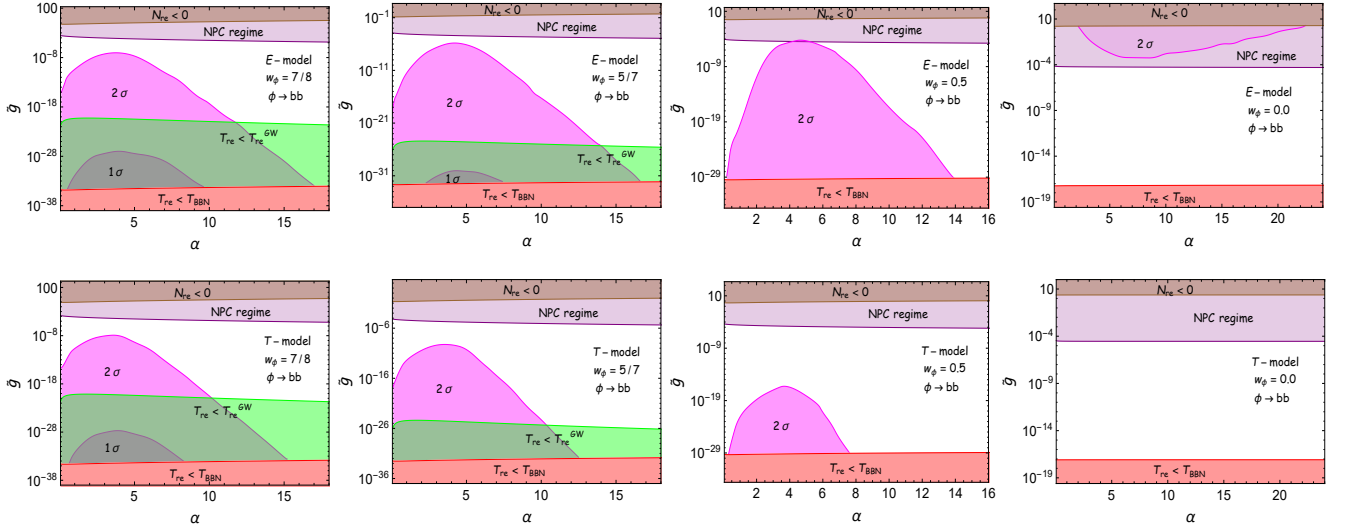 N_re < 0
NPC regime
E – model
w_ϕ = 7/8
ϕ → bb
2 σ
T_re < T_re^GW
1 σ
T_re < T_BBN
100
10^-8
10^-18
10^-28
10^-38
g̃
5
10
15
α
N_re < 0
NPC regime
E – model
w_ϕ = 5/7
ϕ → bb
2 σ
T_re < T_re^GW
1 σ
T_re < T_BBN
10^-1
10^-11
10^-21
10^-31
g̃
5
10
15
α
N_re < 0
NPC regime
E – model
w_ϕ = 0.5
ϕ → bb
2 σ
T_re < T_BBN
10
10^-9
10^-19
10^-29
g̃
2
4
6
8
10
12
14
16
α
N_re < 0
2 σ
NPC regime
E – model
w_ϕ = 0.0
ϕ → bb
T_re < T_BBN
10
10^-4
10^-9
10^-14
10^-19
g̃
5
10
15
20
α
N_re < 0
NPC regime
T – model
w_ϕ = 7/8
ϕ → bb
2 σ
T_re < T_re^GW
1 σ
T_re < T_BBN
100
10^-8
10^-18
10^-28
10^-38
g̃
5
10
15
α
N_re < 0
NPC regime
T – model
w_ϕ = 5/7
ϕ → bb
2 σ
T_re < T_re^GW
T_re < T_BBN
10^-6
10^-16
10^-26
10^-36
g̃
5
10
15
α
N_re < 0
NPC regime
T – model
w_ϕ = 0.5
ϕ → bb
2 σ
T_re < T_BBN
10
10^-9
10^-19
10^-29
g̃
2
4
6
8
10
12
14
16
α
N_re < 0
NPC regime
T – model
w_ϕ = 0.0
ϕ → bb
T_re < T_BBN
10
10^-4
10^-9
10^-14
10^-19
g̃
5
10
15
20
α